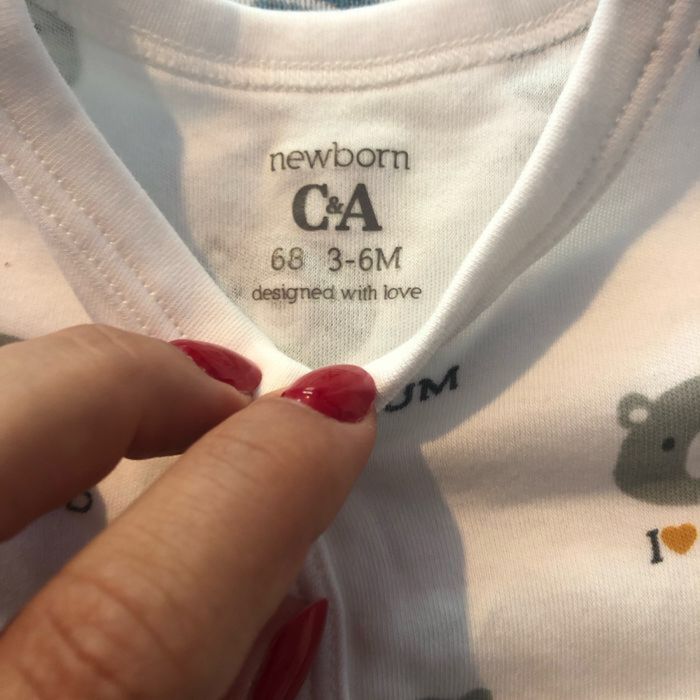 newborn
C&A
68 3-6M
designed with love
UM
I